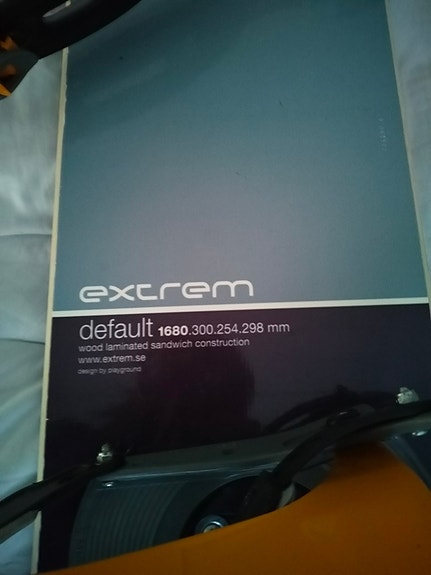 extrem
default 1680.300.254.298 mm
wood laminated sandwich construction
www.extrem.se
design by playground